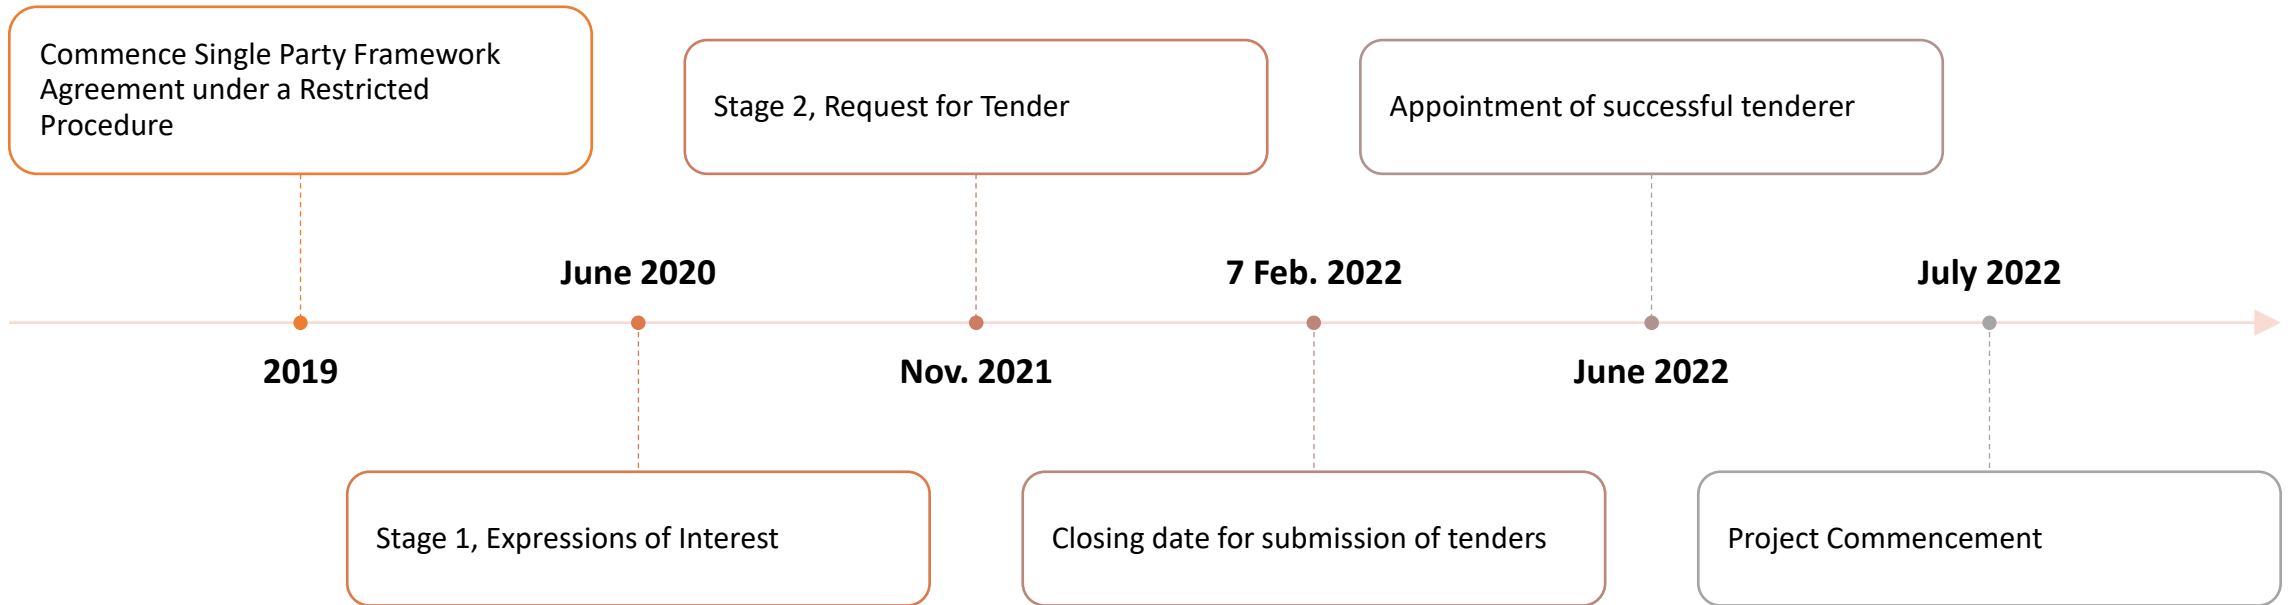 Commence Single Party Framework
Agreement under a Restricted
Procedure
Stage 2, Request for Tender
Appointment of successful tenderer
June 2020
7 Feb. 2022
July 2022
2019
Nov. 2021
June 2022
Stage 1, Expressions of Interest
Closing date for submission of tenders
Project Commencement